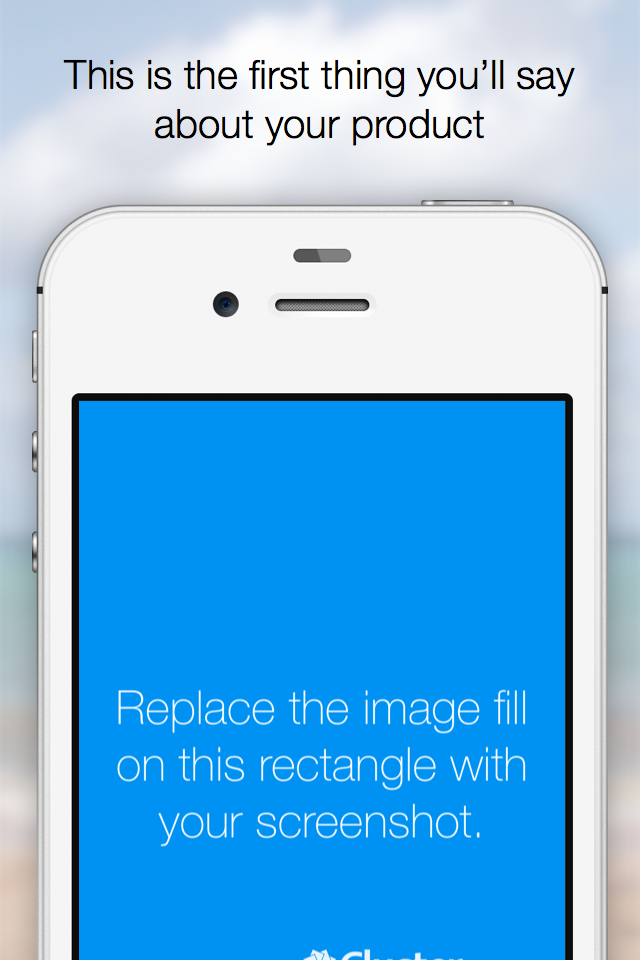 This is the first thing you’ll say
about your product
Replace the image fill
on this rectangle with
your screenshot.
Cluster